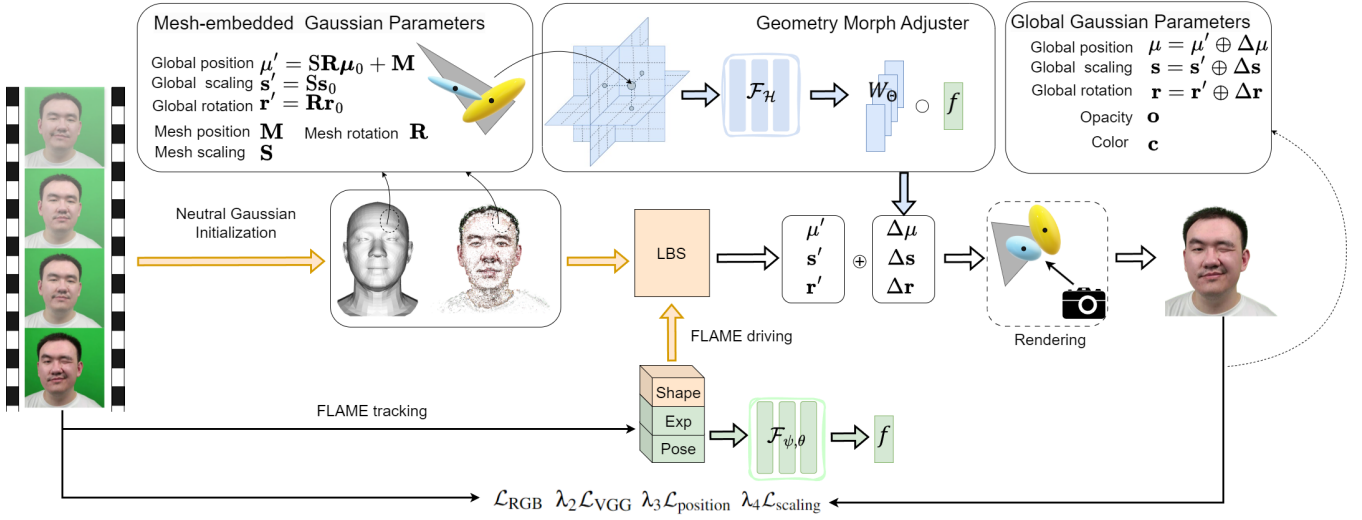 Mesh-embedded Gaussian Parameters
Global position μ′ = SRμ₀ + M
Global scaling s′ = Ss₀
Global rotation r′ = Rr₀
Mesh position M Mesh rotation R
Mesh scaling S
Geometry Morph Adjuster
F_H
W_Θ ○ f
Global Gaussian Parameters
Global position μ = μ′ ⊕ Δμ
Global scaling s = s′ ⊕ Δs
Global rotation r = r′ ⊕ Δr
Opacity o
Color c
Neutral Gaussian
Initialization
LBS
μ′
s′
r′
⊕
Δμ
Δs
Δr
Rendering
FLAME driving
FLAME tracking
Shape
Exp
Pose
F_ψ,θ
f
L_RGB λ₂L_VGG λ₃L_position λ₄L_scaling